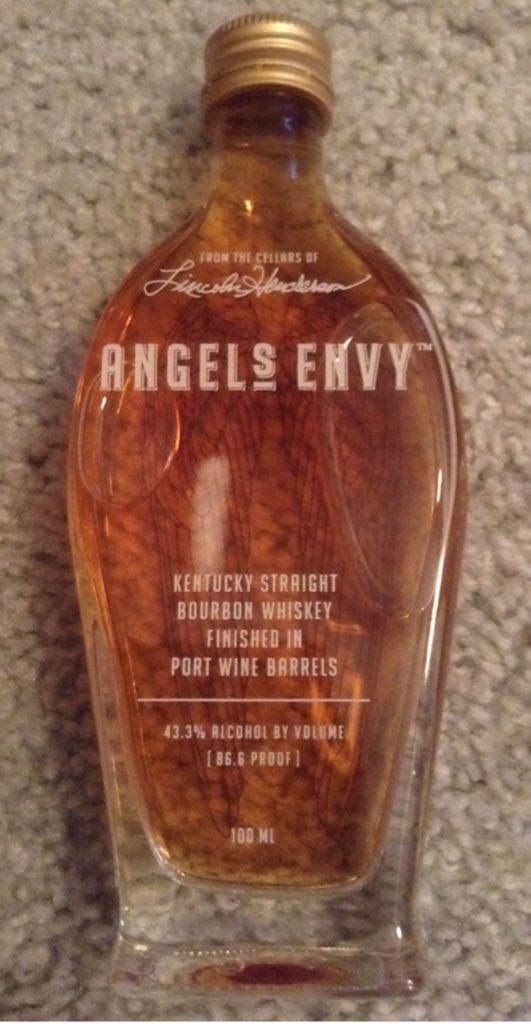 FROM THE CELLARS OF
Lincoln Henderson
ANGELS ENVY™
KENTUCKY STRAIGHT
BOURBON WHISKEY
FINISHED IN
PORT WINE BARRELS
43.3% ALCOHOL BY VOLUME
[86.6 PROOF]
100 ML